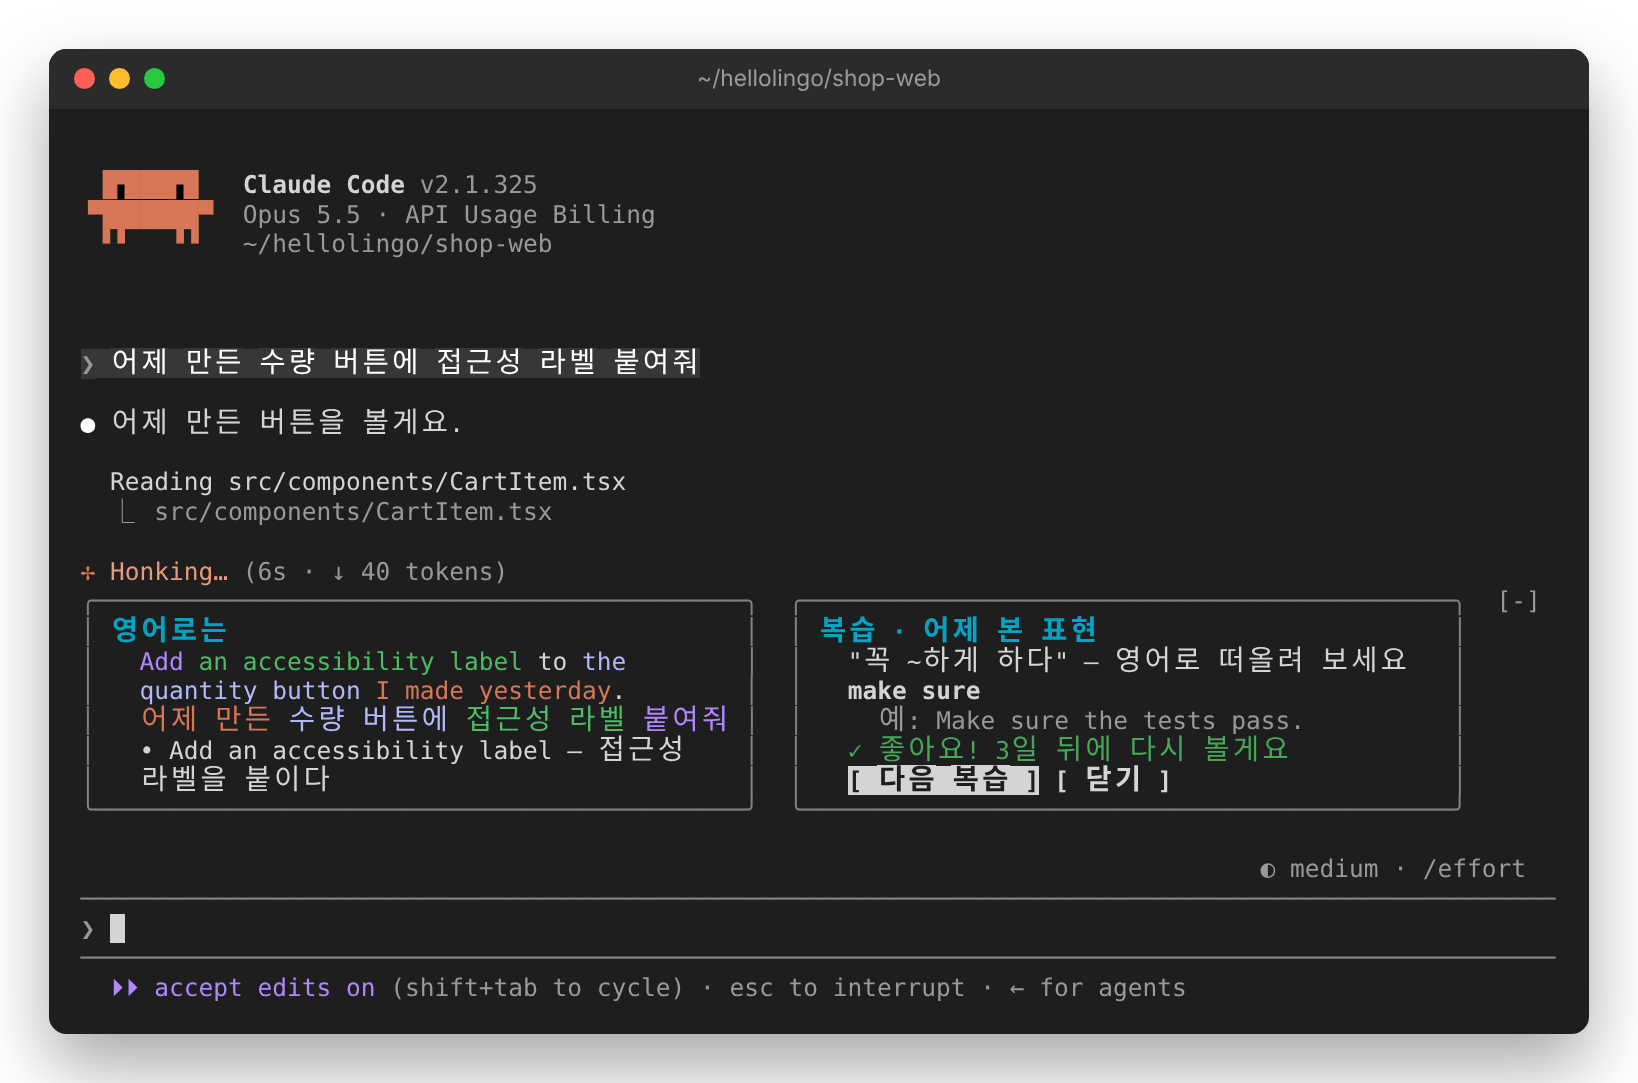 ~/hellolingo/shop-web
Claude Code v2.1.325
Opus 5.5 · API Usage Billing
~/hellolingo/shop-web
❯ 어제 만든 수량 버튼에 접근성 라벨 붙여줘
● 어제 만든 버튼을 볼게요.
Reading src/components/CartItem.tsx
⎿ src/components/CartItem.tsx
✢ Honking… (6s · ↓ 40 tokens)
[-]
영어로는
Add an accessibility label to the
quantity button I made yesterday.
어제 만든 수량 버튼에 접근성 라벨 붙여줘
• Add an accessibility label — 접근성
라벨을 붙이다
복습 · 어제 본 표현
"꼭 ~하게 하다" — 영어로 떠올려 보세요
make sure
예: Make sure the tests pass.
✓ 좋아요! 3일 뒤에 다시 볼게요
[ 다음 복습 ] [ 닫기 ]
◐ medium · /effort
❯
⏵⏵ accept edits on (shift+tab to cycle) · esc to interrupt · ← for agents